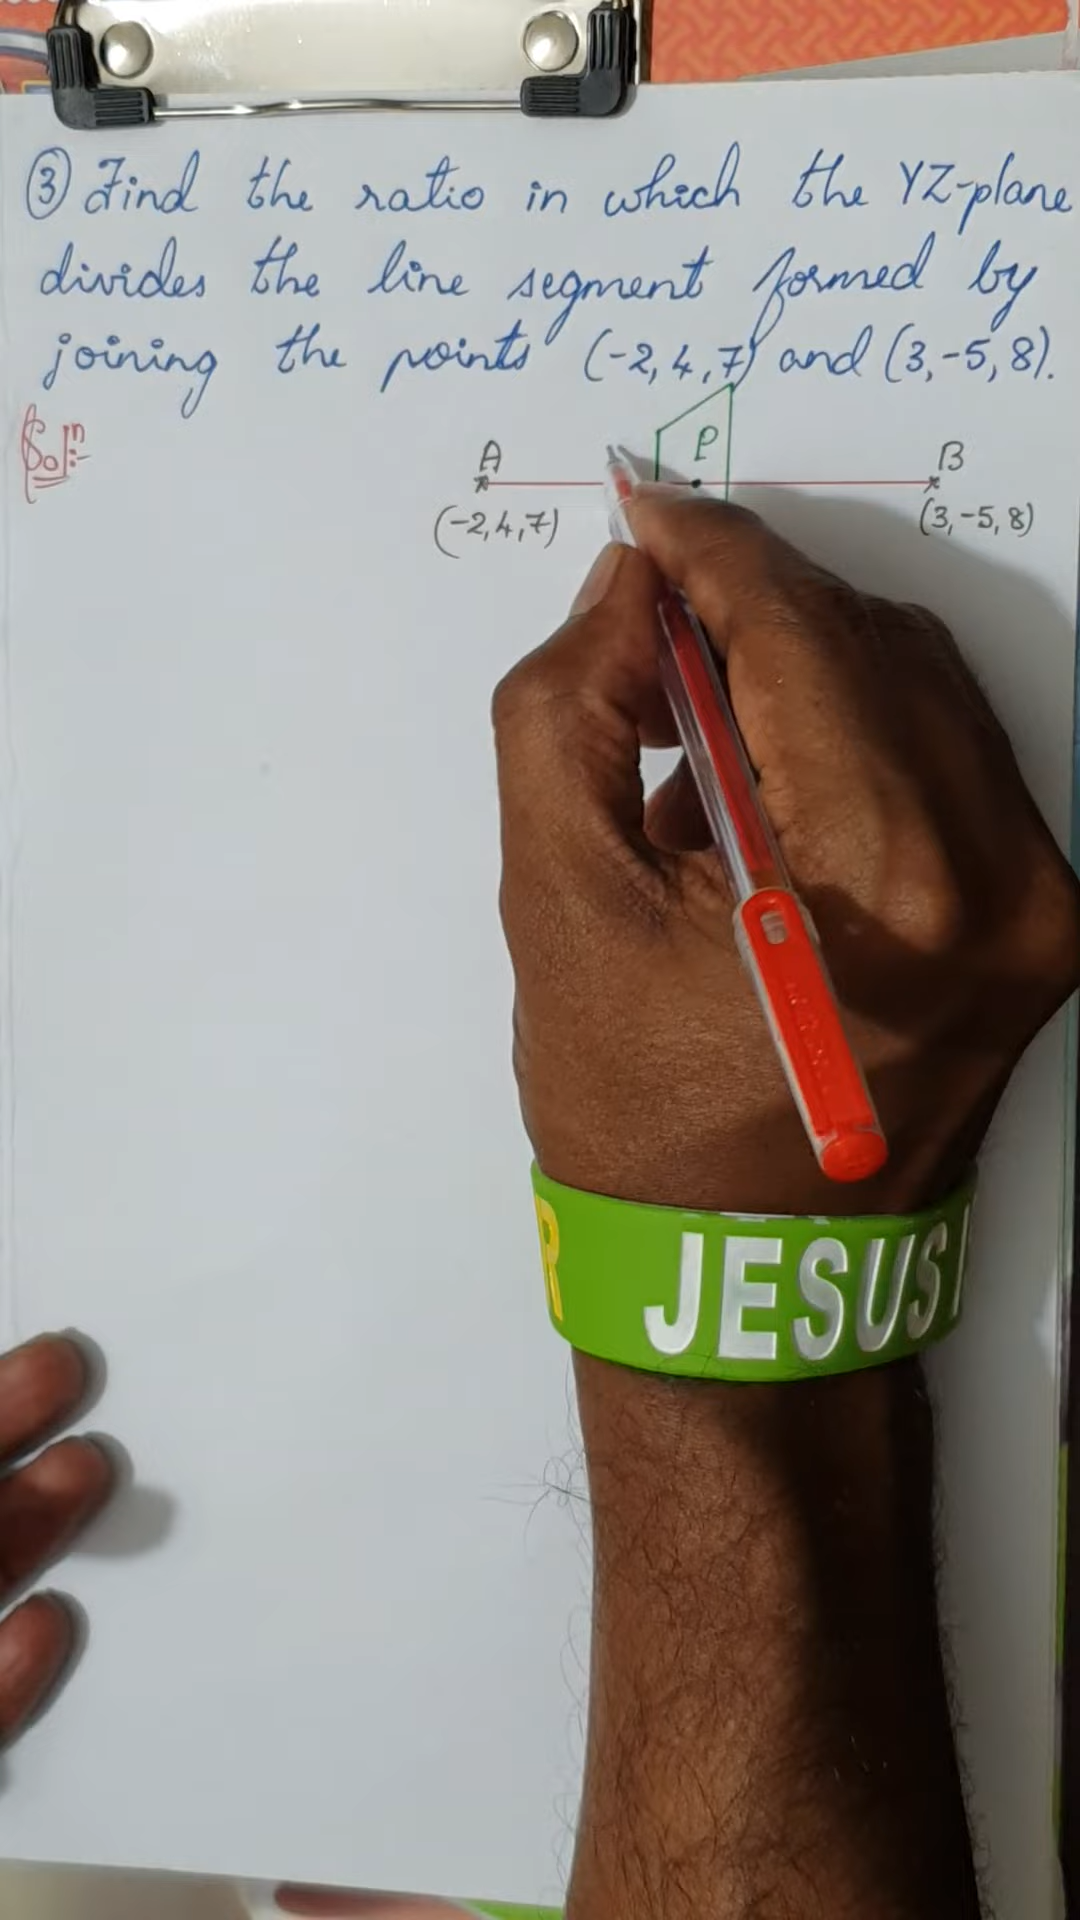 ③ Find the ratio in which the YZ-plane
divides the line segment formed by
joining the points (-2,4,7) and (3,-5,8).
Solⁿ:-
A P B
(-2,4,7) (3,-5,8)
R JESUS